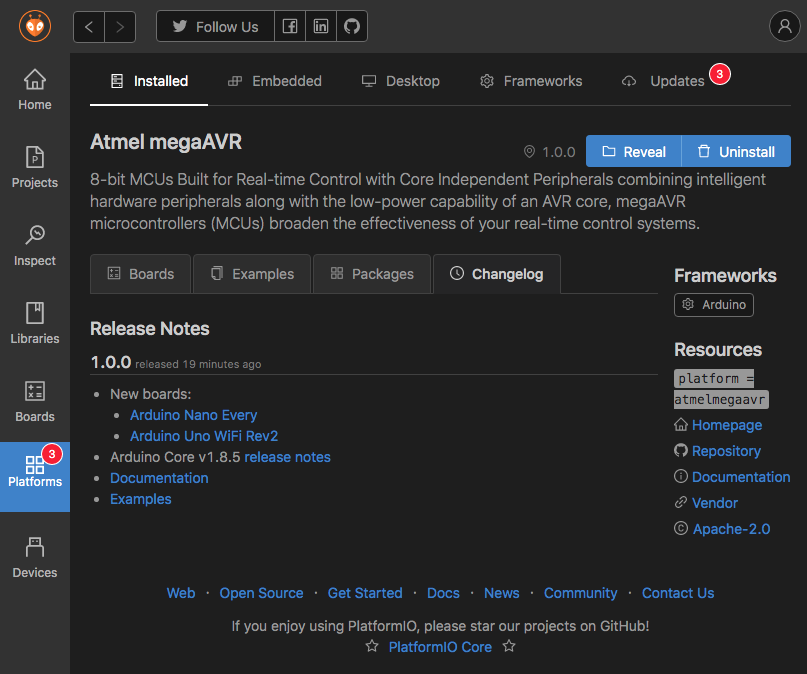 Follow Us
Home
Projects
Inspect
Libraries
Boards
3
Platforms
Devices
Installed
Embedded
Desktop
Frameworks
Updates
3
Atmel megaAVR
1.0.0
Reveal
Uninstall
8-bit MCUs Built for Real-time Control with Core Independent Peripherals combining intelligent
hardware peripherals along with the low-power capability of an AVR core, megaAVR
microcontrollers (MCUs) broaden the effectiveness of your real-time control systems.
Boards
Examples
Packages
Changelog
Release Notes
1.0.0 released 19 minutes ago
New boards:
Arduino Nano Every
Arduino Uno WiFi Rev2
Arduino Core v1.8.5 release notes
Documentation
Examples
Frameworks
Arduino
Resources
platform =
atmelmegaavr
Homepage
Repository
Documentation
Vendor
Apache-2.0
Web · Open Source · Get Started · Docs · News · Community · Contact Us
If you enjoy using PlatformIO, please star our projects on GitHub!
PlatformIO Core